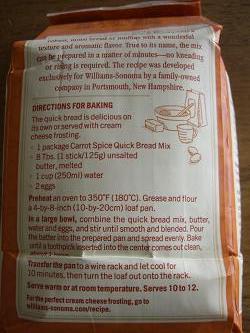 robust, moist bread or muffins with a wonderful
texture and aromatic flavor. True to its name, the mix
can be prepared in a matter of minutes—no kneading
or rising is required. The recipe was developed
exclusively for Williams-Sonoma by a family-owned
company in Portsmouth, New Hampshire.
DIRECTIONS FOR BAKING
The quick bread is delicious on
its own or served with cream
cheese frosting.
1 package Carrot Spice Quick Bread Mix
8 Tbs. (1 stick/125g) unsalted
butter, melted
1 cup (250ml) water
2 eggs
Preheat an oven to 350°F (180°C). Grease and flour
a 4-by-8-inch (10-by-20cm) loaf pan.
In a large bowl, combine the quick bread mix, butter,
water and eggs, and stir until smooth and blended. Pour
the batter into the prepared pan and spread evenly. Bake
until a toothpick inserted into the center comes out clean,
Transfer the pan to a wire rack and let cool for
10 minutes, then turn the loaf out onto the rack.
Serve warm or at room temperature. Serves 10 to 12.
For the perfect cream cheese frosting, go to
williams-sonoma.com/recipe.